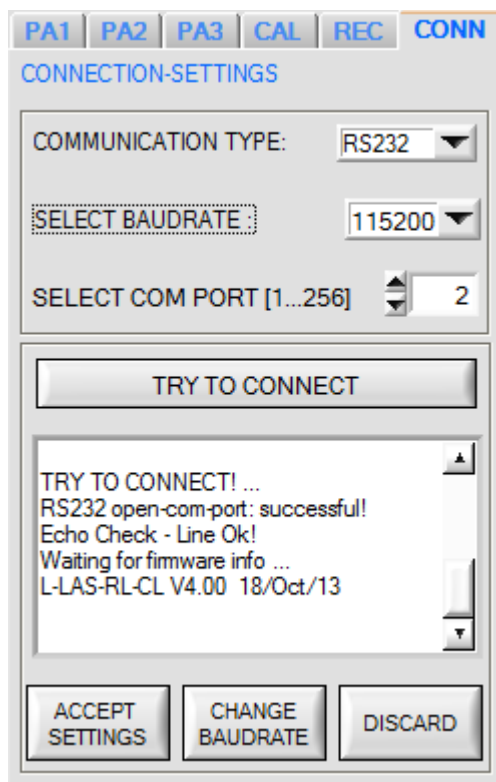 PA1 PA2 PA3 CAL REC CONN
CONNECTION-SETTINGS
COMMUNICATION TYPE: RS232
SELECT BAUDRATE : 115200
SELECT COM PORT [1...256] 2
TRY TO CONNECT
TRY TO CONNECT! ...
RS232 open-com-port: successful!
Echo Check - Line Ok!
Waiting for firmware info ...
L-LAS-RL-CL V4.00 18/Oct/13
ACCEPT SETTINGS
CHANGE BAUDRATE
DISCARD